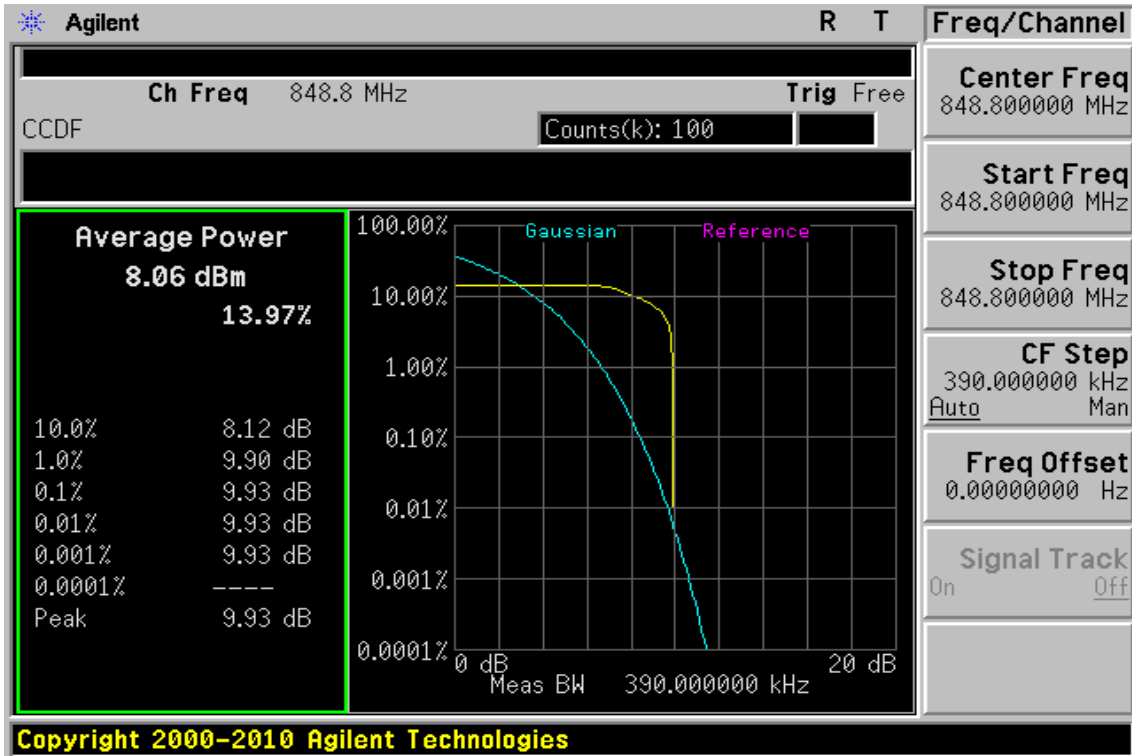 Agilent R T
Ch Freq 848.8 MHz Trig Free
CCDF Counts(k): 100
Average Power
8.06 dBm
13.97%
10.0% 8.12 dB
1.0% 9.90 dB
0.1% 9.93 dB
0.01% 9.93 dB
0.001% 9.93 dB
0.0001% ----
Peak 9.93 dB
Gaussian Reference
100.00%
10.00%
1.00%
0.10%
0.01%
0.001%
0.0001%
0 dB 20 dB
Meas BW 390.000000 kHz
Freq/Channel
Center Freq
848.800000 MHz
Start Freq
848.800000 MHz
Stop Freq
848.800000 MHz
CF Step
390.000000 kHz
Auto Man
Freq Offset
0.00000000 Hz
Signal Track
On Off
Copyright 2000-2010 Agilent Technologies